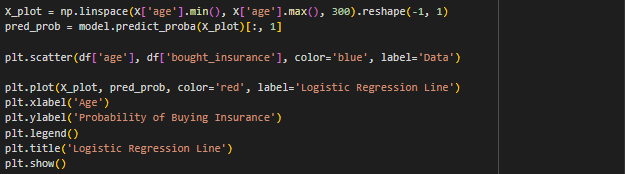 X_plot = np.linspace(X['age'].min(), X['age'].max(), 300).reshape(-1, 1)
pred_prob = model.predict_proba(X_plot)[:, 1]
plt.scatter(df['age'], df['bought_insurance'], color='blue', label='Data')
plt.plot(X_plot, pred_prob, color='red', label='Logistic Regression Line')
plt.xlabel('Age')
plt.ylabel('Probability of Buying Insurance')
plt.legend()
plt.title('Logistic Regression Line')
plt.show()